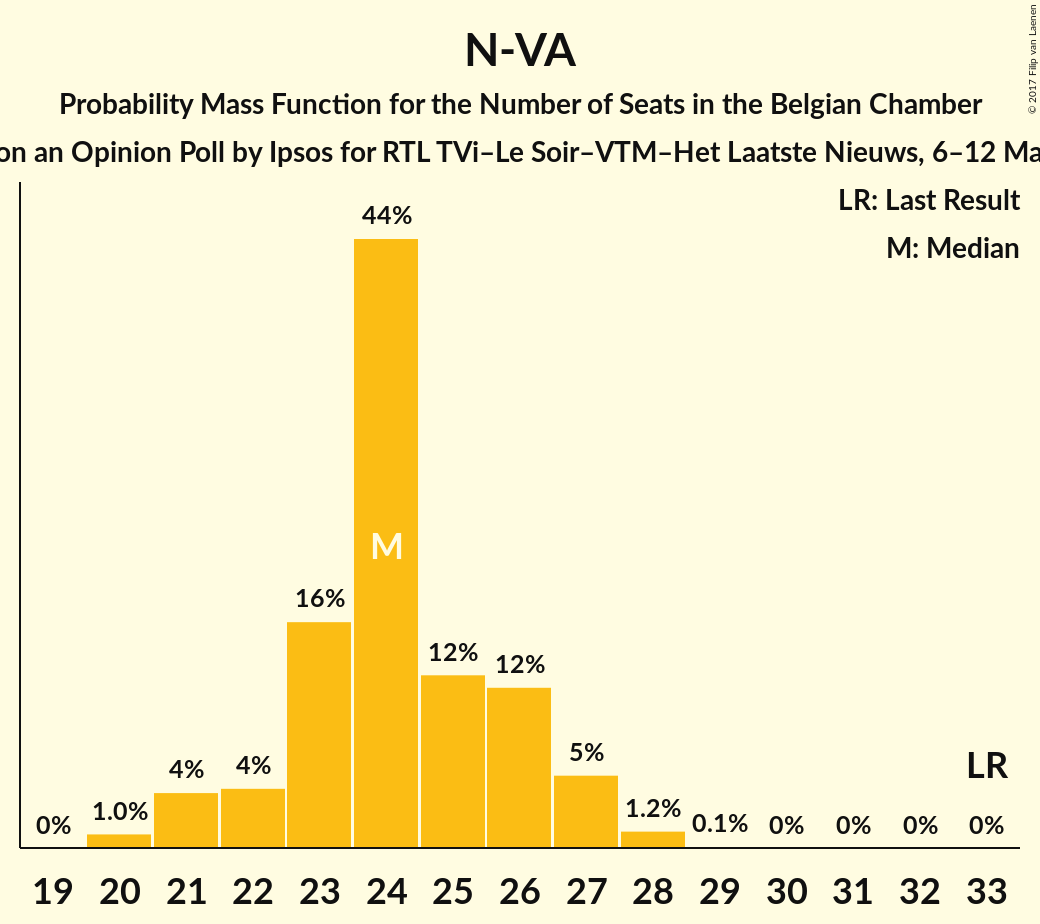 N-VA
Probability Mass Function for the Number of Seats in the Belgian Chamber
on an Opinion Poll by Ipsos for RTL TVi–Le Soir–VTM–Het Laatste Nieuws, 6–12 Ma
© 2017 Filip van Laenen
LR: Last Result
M: Median
44%
M
16%
12%
12%
5%
4%
4%
LR
1.0%
1.2%
0.1%
0%
0%
0%
0%
0%
19 20 21 22 23 24 25 26 27 28 29 30 31 32 33